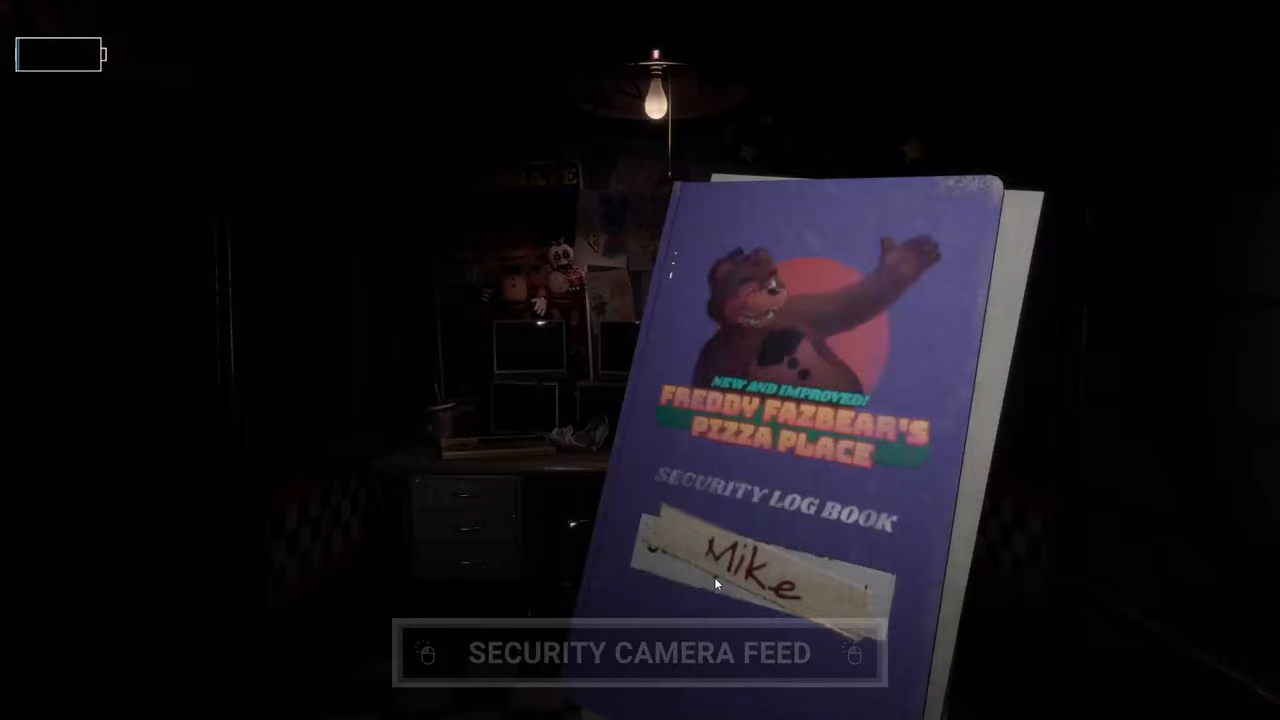 NEW AND IMPROVED!
FREDDY FAZBEAR'S
PIZZA PLACE
SECURITY LOG BOOK
Mike
SECURITY CAMERA FEED